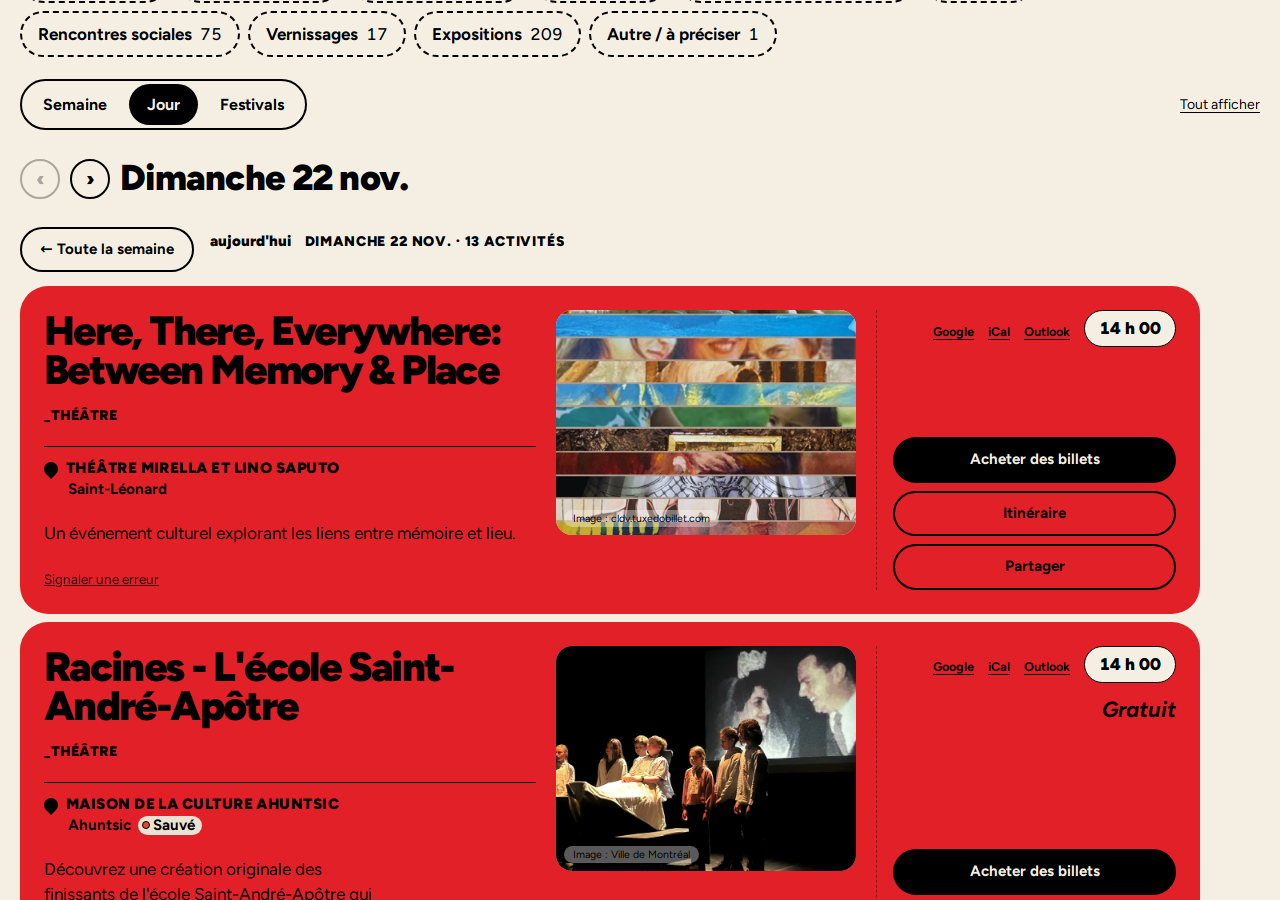 Rencontres sociales 75
Vernissages 17
Expositions 209
Autre / à préciser 1
Semaine
Jour
Festivals
Tout afficher
‹
›
Dimanche 22 nov.
← Toute la semaine
aujourd'hui
DIMANCHE 22 NOV. · 13 ACTIVITÉS
Here, There, Everywhere:
Between Memory & Place
_THÉÂTRE
THÉÂTRE MIRELLA ET LINO SAPUTO
Saint-Léonard
Un événement culturel explorant les liens entre mémoire et lieu.
Signaler une erreur
Image : cldv.tuxedobillet.com
Google
iCal
Outlook
14 h 00
Acheter des billets
Itinéraire
Partager
Racines - L'école Saint-
André-Apôtre
_THÉÂTRE
MAISON DE LA CULTURE AHUNTSIC
Ahuntsic
Sauvé
Découvrez une création originale des
finissants de l'école Saint-André-Apôtre qui
Image : Ville de Montréal
Google
iCal
Outlook
14 h 00
Gratuit
Acheter des billets